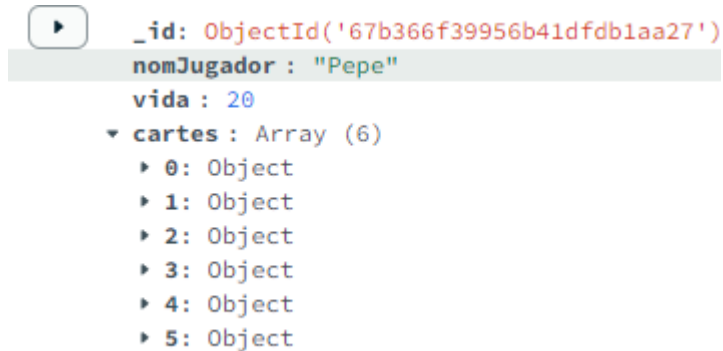 _id: ObjectId('67b366f39956b41dfdb1aa27')
nomJugador : "Pepe"
vida : 20
cartes : Array (6)
0: Object
1: Object
2: Object
3: Object
4: Object
5: Object